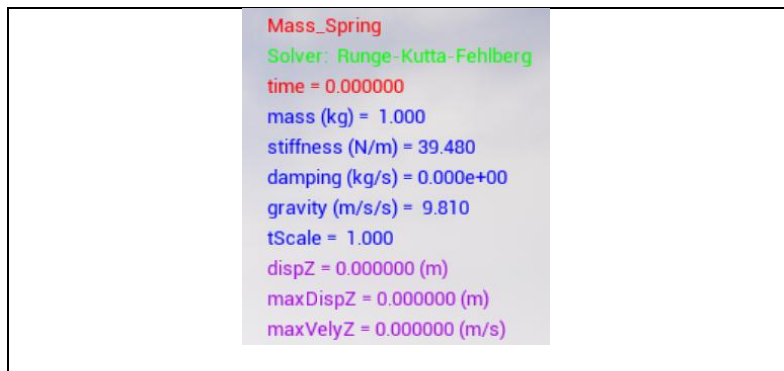 Mass_Spring
Solver: Runge-Kutta-Fehlberg
time = 0.000000
mass (kg) = 1.000
stiffness (N/m) = 39.480
damping (kg/s) = 0.000e+00
gravity (m/s/s) = 9.810
tScale = 1.000
dispZ = 0.000000 (m)
maxDispZ = 0.000000 (m)
maxVelyZ = 0.000000 (m/s)